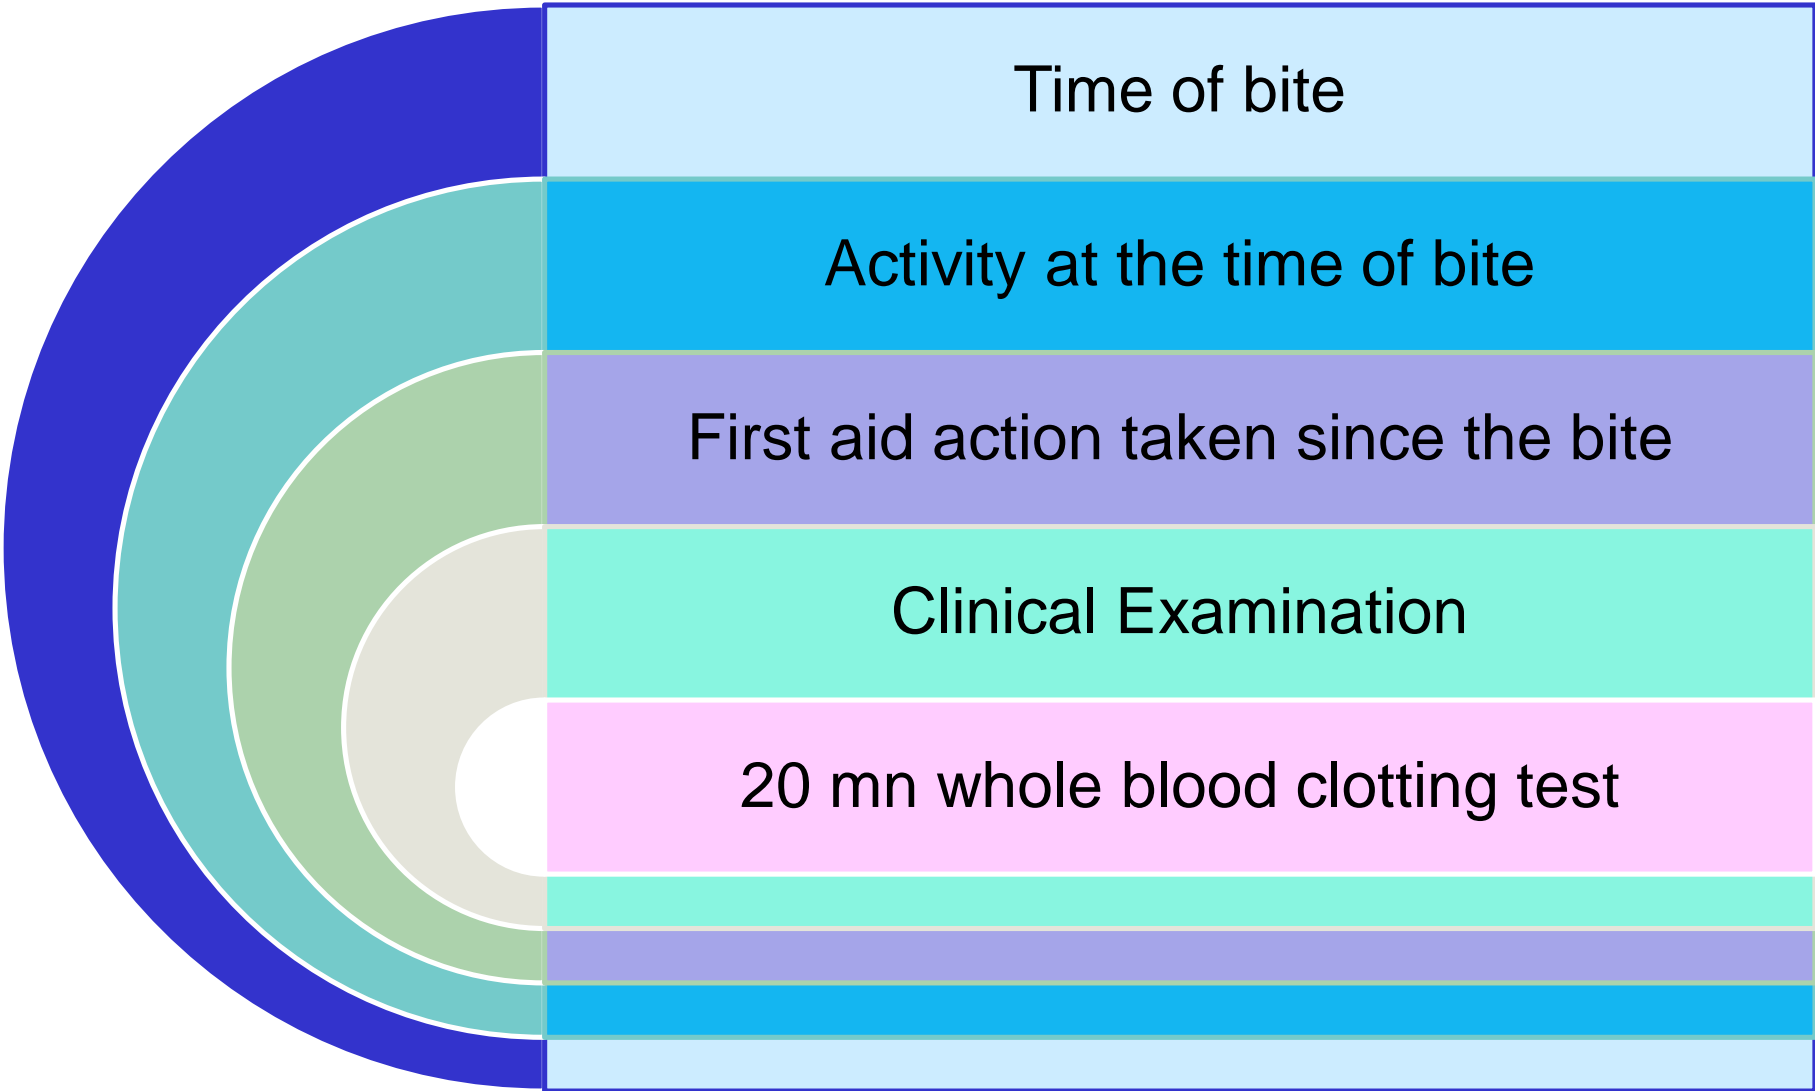 Time of bite
Activity at the time of bite
First aid action taken since the bite
Clinical Examination
20 mn whole blood clotting test